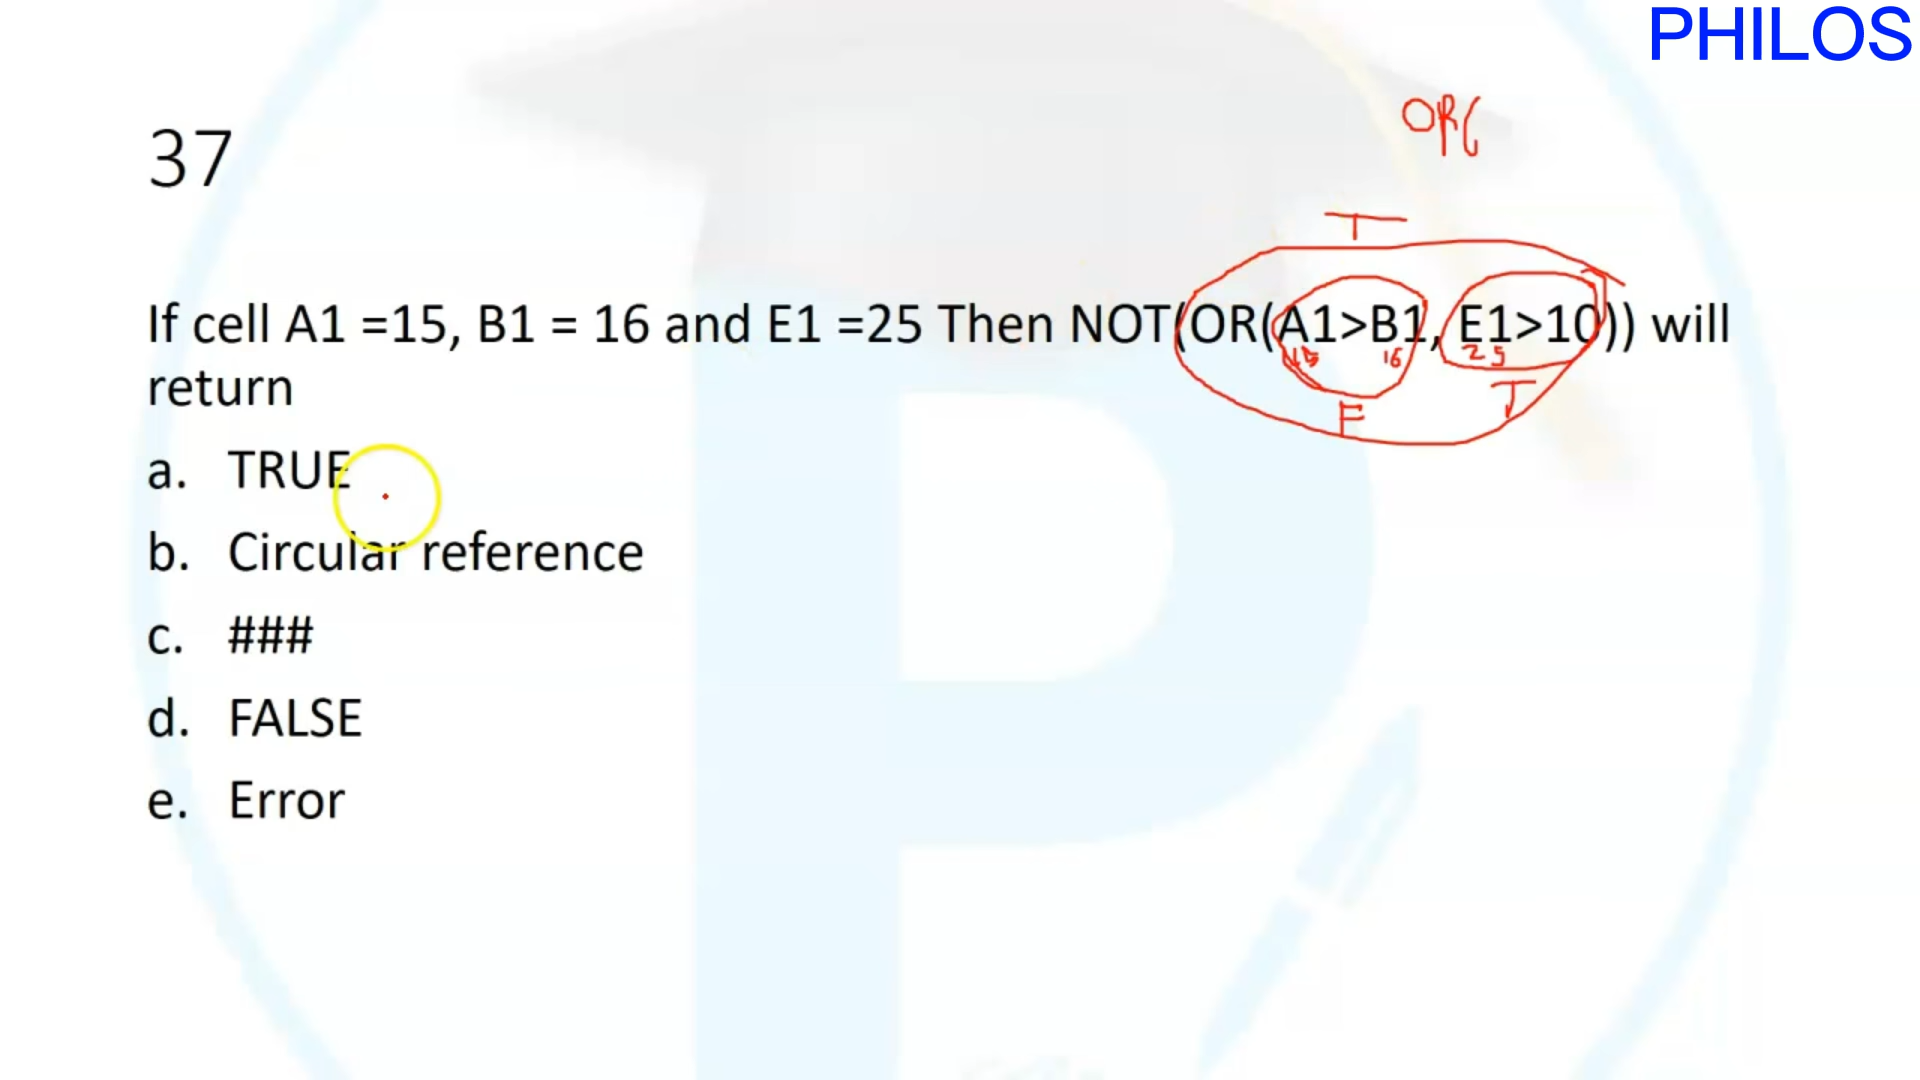 PHILOS
OR(
37
T
If cell A1 =15, B1 = 16 and E1 =25 Then NOT(OR(A1>B1, E1>10)) will
15 16 25
return
F T
a. TRUE
b. Circular reference
c. ###
d. FALSE
e. Error